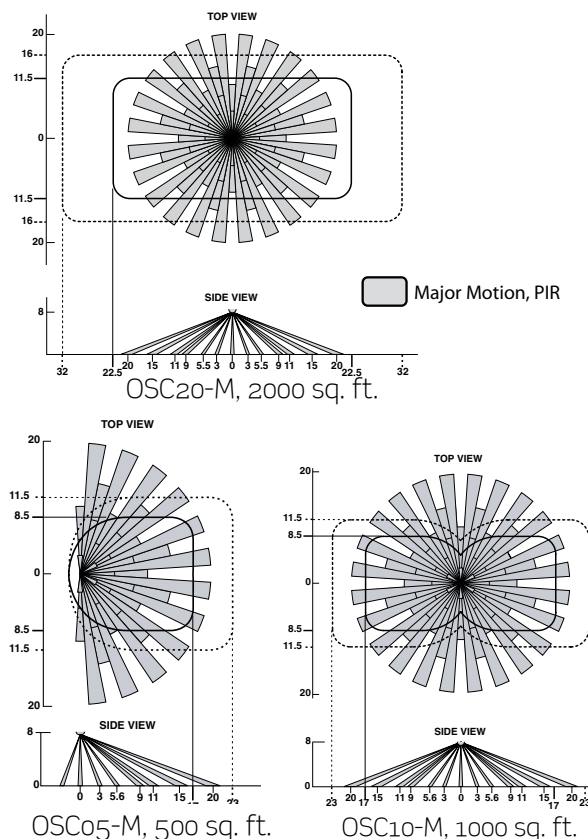 TOP VIEW
20
16
11.5
0
11.5
16
20
SIDE VIEW
8
Major Motion, PIR
32 22.5 20 15 11 9 5.5 3 0 3 5.5 9 11 15 20 22.5 32
OSC20-M, 2000 sq. ft.
TOP VIEW
20
11.5
8.5
0
8.5
11.5
20
SIDE VIEW
8
0
0 3 5.6 9 11 15 20
OSC05-M, 500 sq. ft.
TOP VIEW
20
11.5
8.5
0
8.5
11.5
20
SIDE VIEW
8
0
23 20 17 15 11 9 5.6 3 0 3 5.6 9 11 15 17 20
OSC10-M, 1000 sq. ft.